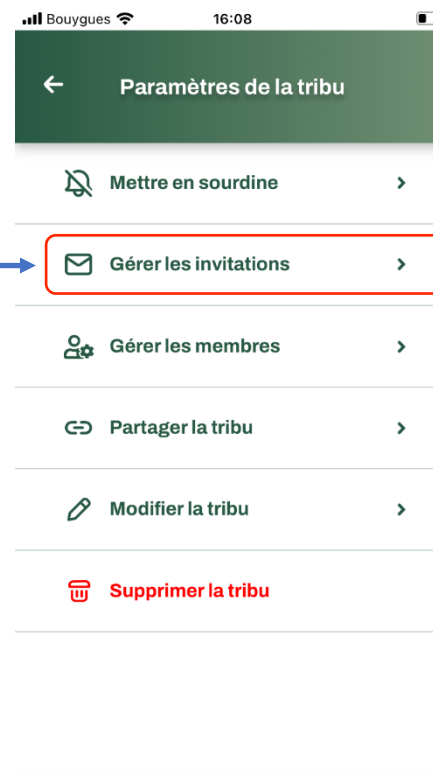 Bouygues 16:08
Paramètres de la tribu
Mettre en sourdine
Gérer les invitations
Gérer les membres
Partager la tribu
Modifier la tribu
Supprimer la tribu